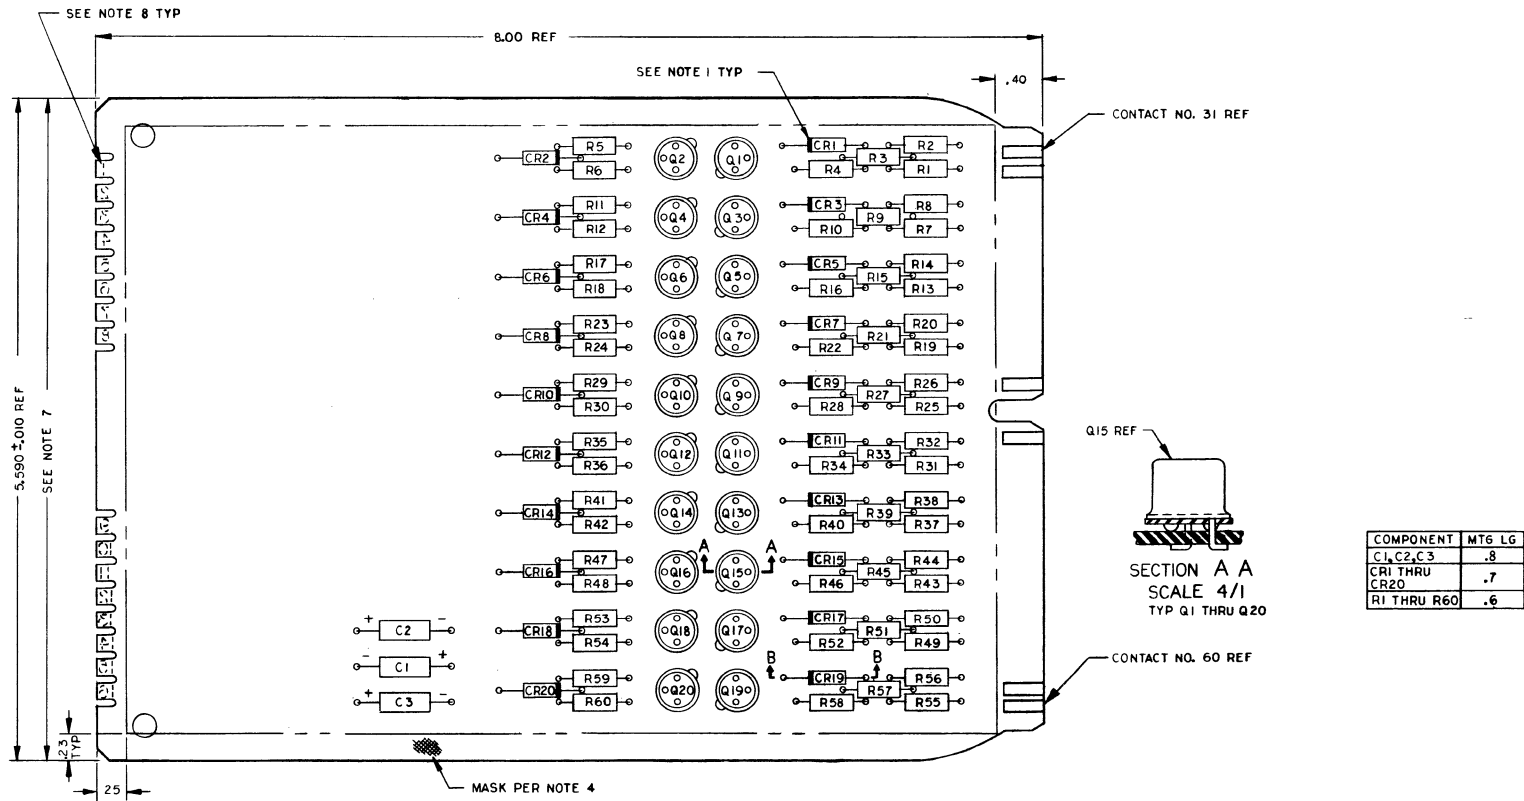 SEE NOTE 8 TYP
8.00 REF
SEE NOTE 1 TYP
.40
CONTACT NO. 31 REF
5.590 ±.010 REF
SEE NOTE 7
CR2 R5 Q2 Q1 CR1 R3 R2
R6 R4 R1
CR4 R11 Q4 Q3 CR3 R9 R8
R12 R10 R7
CR6 R17 Q6 Q5 CR5 R15 R14
R18 R16 R13
CR8 R23 Q8 Q7 CR7 R21 R20
R24 R22 R19
CR10 R29 Q10 Q9 CR9 R27 R26
R30 R28 R25
CR12 R35 Q12 Q11 CR11 R33 R32
R36 R34 R31
CR14 R41 Q14 Q13 CR13 R39 R38
R42 R40 R37
A A
CR16 R47 Q16 Q15 CR15 R45 R44
R48 R46 R43
+ C2 -
CR18 R53 Q18 Q17 CR17 R51 R50
R54 R52 R49
- C1 +
B B
CR20 R59 Q20 Q19 CR19 R57 R56
+ C3 -
R60 R58 R55
Q15 REF
SECTION A A
SCALE 4/1
TYP Q1 THRU Q20
COMPONENT MTG LG
C1,C2,C3 .8
CR1 THRU CR20 .7
R1 THRU R60 .6
CONTACT NO. 60 REF
.23 TYP
25
MASK PER NOTE 4